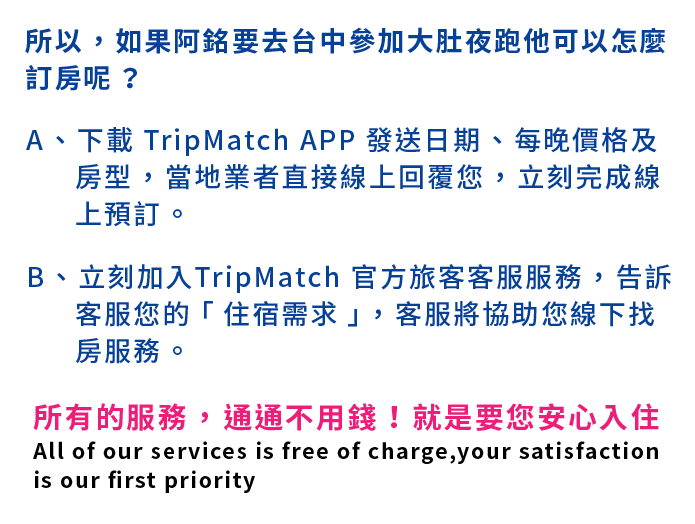 所以，如果阿銘要去台中參加大肚夜跑他可以怎麼
訂房呢？
A、下載 TripMatch APP 發送日期、每晚價格及
房型，當地業者直接線上回覆您，立刻完成線
上預訂。
B、立刻加入TripMatch 官方旅客客服服務，告訴
客服您的「住宿需求」，客服將協助您線下找
房服務。
所有的服務，通通不用錢！就是要您安心入住
All of our services is free of charge,your satisfaction
is our first priority